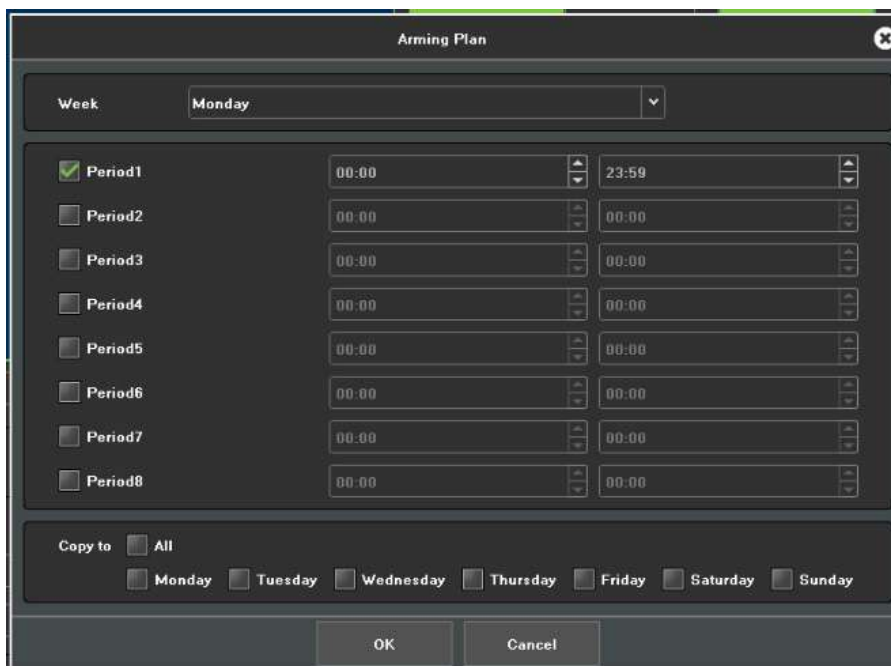 Arming Plan
Week Monday
Period1 00:00 23:59
Period2 00:00 00:00
Period3 00:00 00:00
Period4 00:00 00:00
Period5 00:00 00:00
Period6 00:00 00:00
Period7 00:00 00:00
Period8 00:00 00:00
Copy to All
Monday Tuesday Wednesday Thursday Friday Saturday Sunday
OK Cancel